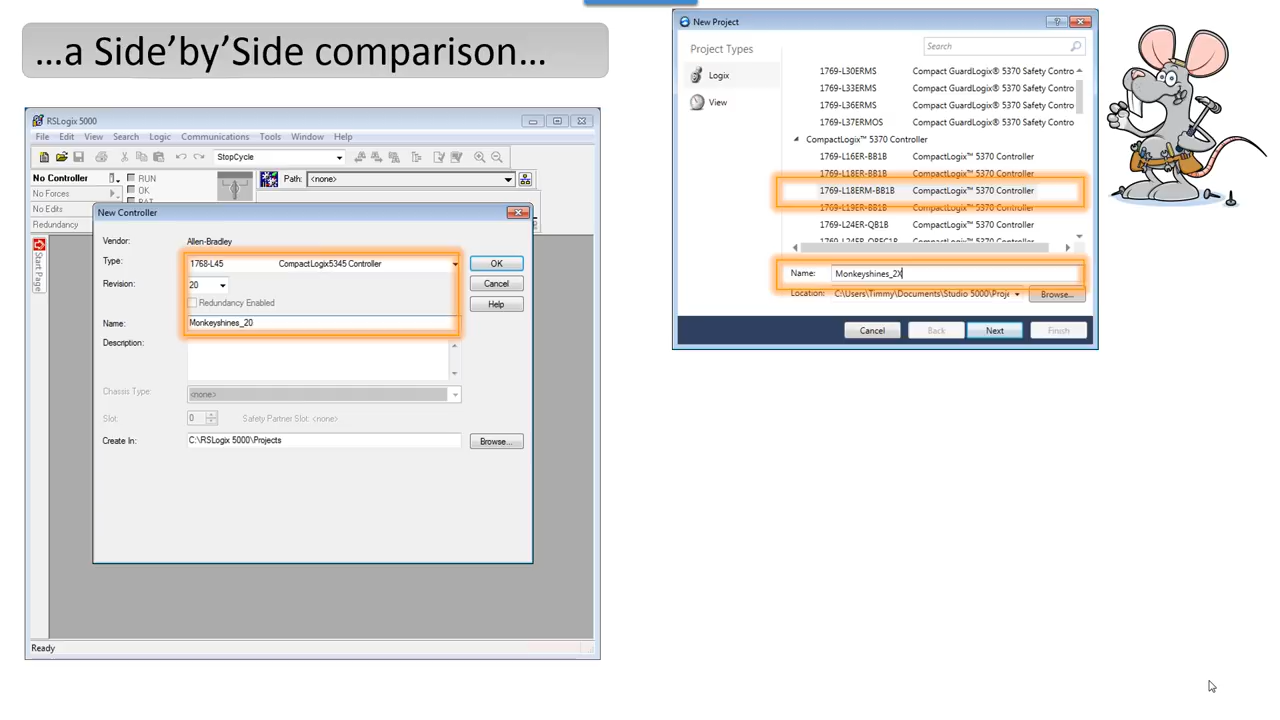 ...a Side’by’Side comparison...
RSLogix 5000
File Edit View Search Logic Communications Tools Window Help
StopCycle
No Controller RUN
No Forces OK
No Edits
Redundancy
Path: <none>
Start Page
New Controller
Vendor: Allen-Bradley
Type: 1768-L45 CompactLogix5345 Controller OK
Revision: 20 Cancel
Redundancy Enabled Help
Name: Monkeyshines_20
Description:
Chassis Type: <none>
Slot: 0 Safety Partner Slot: <none>
Create In: C:\RSLogix 5000\Projects Browse...
Ready
New Project
Project Types Search
Logix
View
1769-L30ERMS Compact GuardLogix® 5370 Safety Contro
1769-L33ERMS Compact GuardLogix® 5370 Safety Contro
1769-L36ERMS Compact GuardLogix® 5370 Safety Contro
1769-L37ERMOS Compact GuardLogix® 5370 Safety Contro
CompactLogix™ 5370 Controller
1769-L16ER-BB1B CompactLogix™ 5370 Controller
1769-L18ER-BB1B CompactLogix™ 5370 Controller
1769-L18ERM-BB1B CompactLogix™ 5370 Controller
1769-L19ER-BB1B CompactLogix™ 5370 Controller
1769-L24ER-QB1B CompactLogix™ 5370 Controller
Name: Monkeyshines_2X
Location: C:\Users\Timmy\Documents\Studio 5000\Proje Browse...
Cancel Back Next Finish